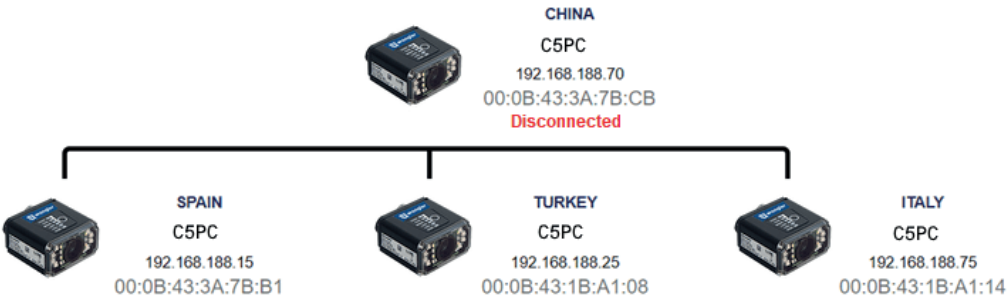 CHINA
C5PC
192.168.188.70
00:0B:43:3A:7B:CB
Disconnected
SPAIN
C5PC
192.168.188.15
00:0B:43:3A:7B:B1
TURKEY
C5PC
192.168.188.25
00:0B:43:1B:A1:08
ITALY
C5PC
192.168.188.75
00:0B:43:1B:A1:14